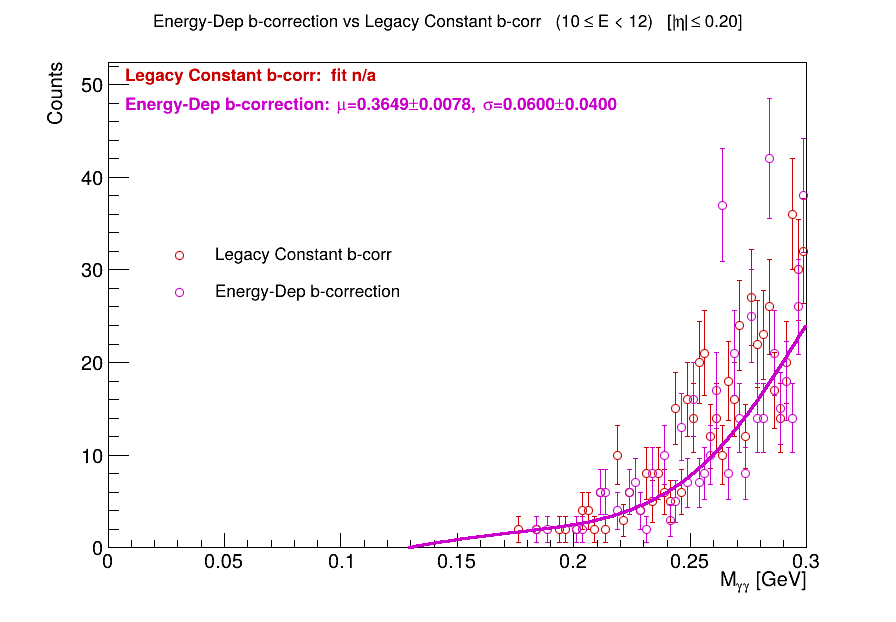 Energy-Dep b-correction vs Legacy Constant b-corr (10 ≤ E < 12) [|η| ≤ 0.20]
Counts
Legacy Constant b-corr: fit n/a
Energy-Dep b-correction: μ=0.3649±0.0078, σ=0.0600±0.0400
50
40
30
20
10
0
Legacy Constant b-corr
Energy-Dep b-correction
0 0.05 0.1 0.15 0.2 0.25 0.3
Mγγ [GeV]